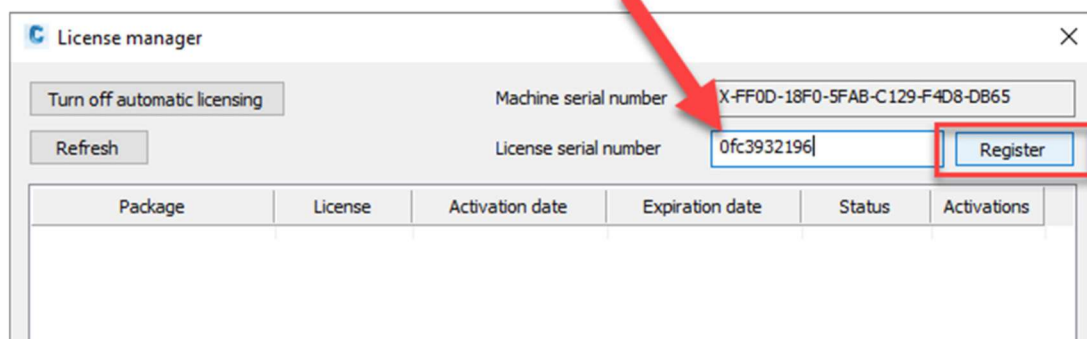 License manager
Turn off automatic licensing Machine serial number X-FF0D-18F0-5FAB-C129-F4D8-DB65
Refresh License serial number 0fc3932196 Register
Package License Activation date Expiration date Status Activations